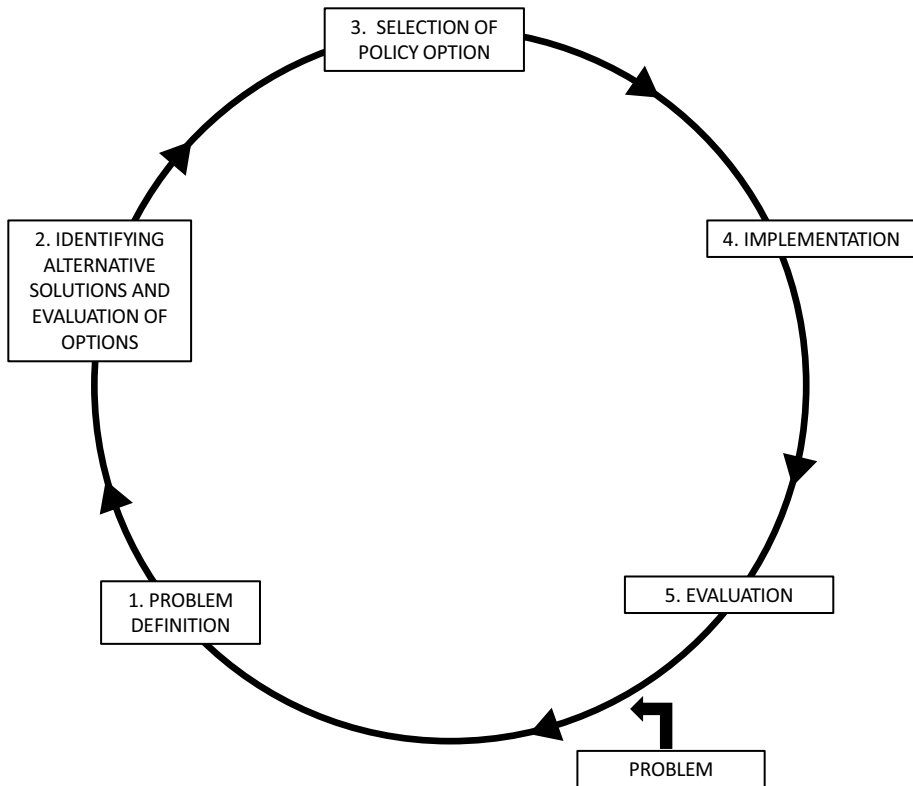 3. SELECTION OF
POLICY OPTION
2. IDENTIFYING
ALTERNATIVE
SOLUTIONS AND
EVALUATION OF
OPTIONS
4. IMPLEMENTATION
1. PROBLEM
DEFINITION
5. EVALUATION
PROBLEM